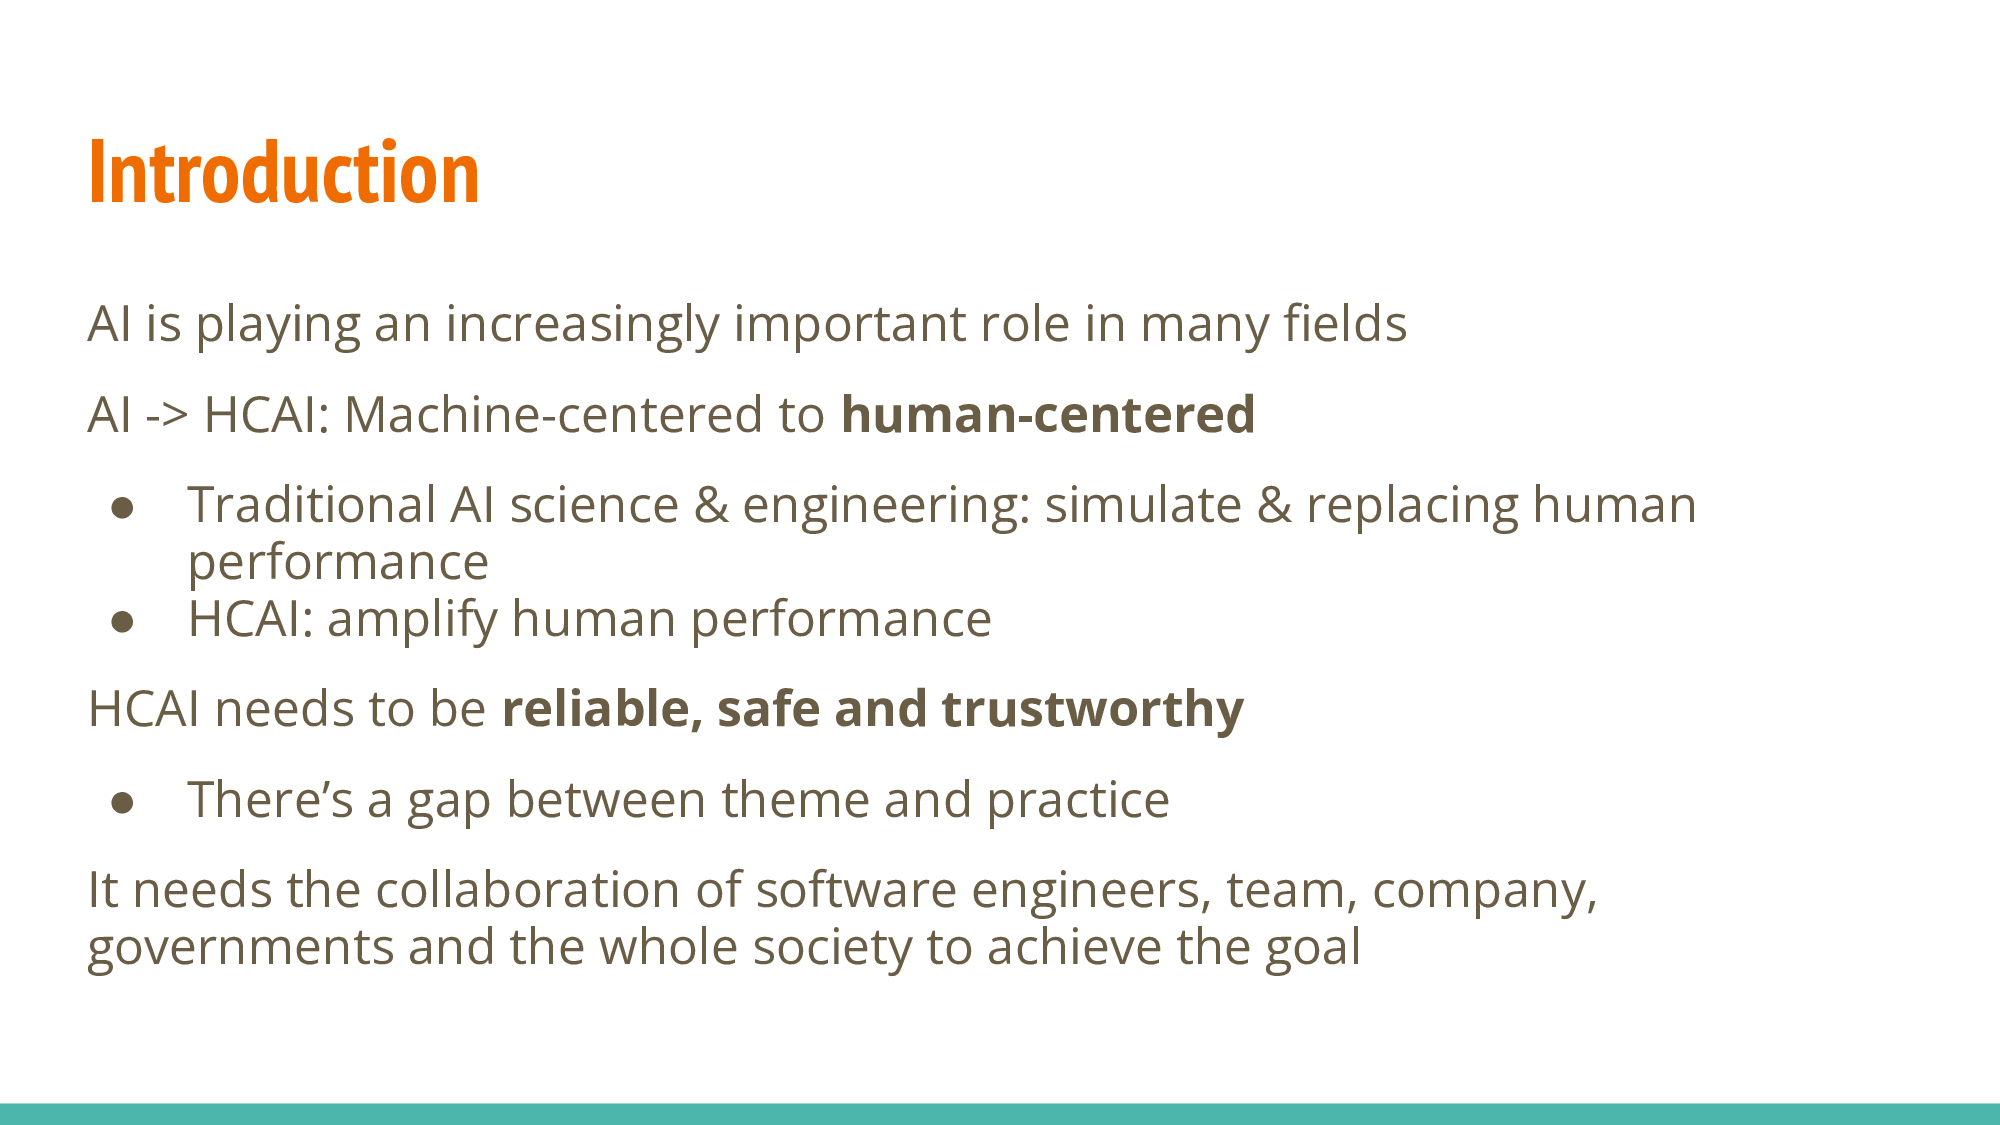 Introduction
AI is playing an increasingly important role in many fields
AI -> HCAI: Machine-centered to human-centered
● Traditional AI science & engineering: simulate & replacing human
performance
● HCAI: amplify human performance
HCAI needs to be reliable, safe and trustworthy
● There’s a gap between theme and practice
It needs the collaboration of software engineers, team, company,
governments and the whole society to achieve the goal